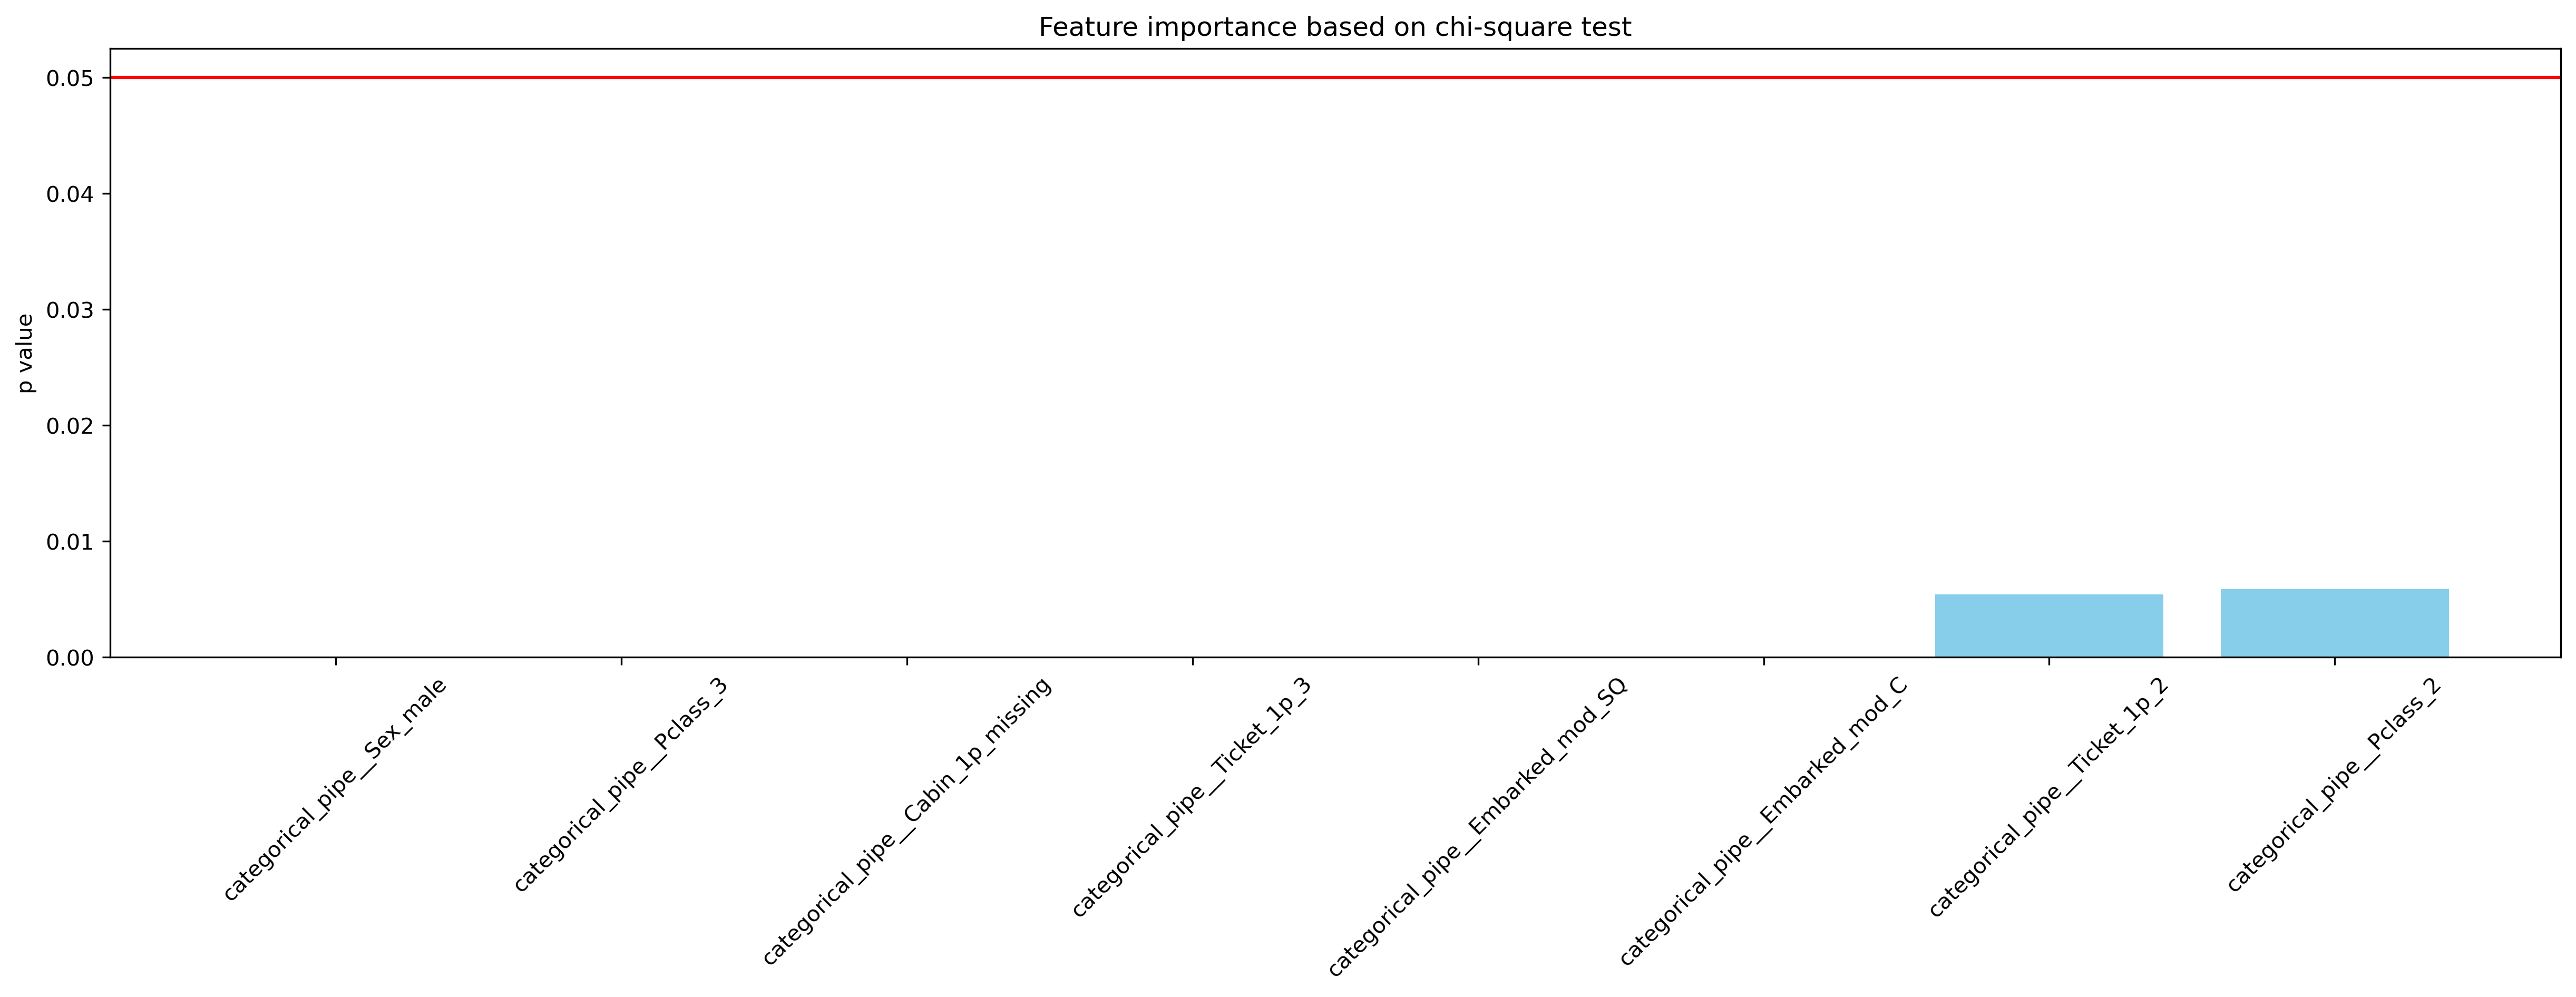 Feature importance based on chi-square test
p value
0.05
0.04
0.03
0.02
0.01
0.00
categorical_pipe__Sex_male
categorical_pipe__Pclass_3
categorical_pipe__Cabin_1p_missing
categorical_pipe__Ticket_1p_3
categorical_pipe__Embarked_mod_SQ
categorical_pipe__Embarked_mod_C
categorical_pipe__Ticket_1p_2
categorical_pipe__Pclass_2